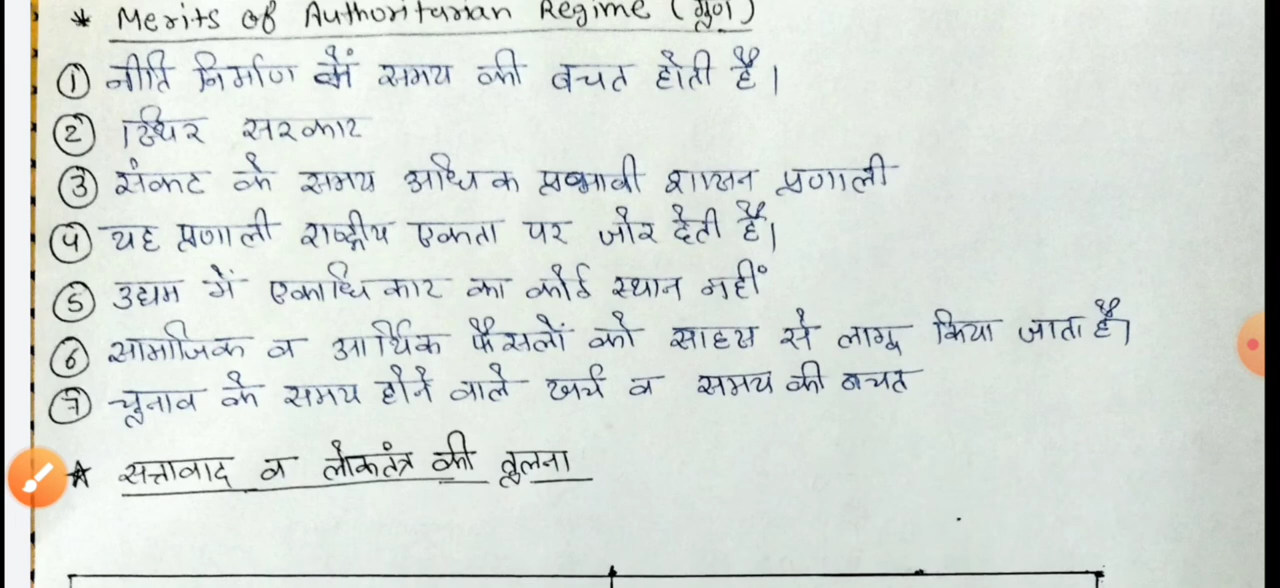 * Merits Of Authoritarian Regime (गुण)
① नीति निर्माण में समय की बचत होती है।
② स्थिर सरकार
③ संकट के समय अधिक प्रभावी शासन प्रणाली
④ यह प्रणाली राष्ट्रीय एकता पर जोर देती है।
⑤ उद्यम में एकाधिकार का कोई स्थान नहीं
⑥ सामाजिक व आर्थिक फैसलों को साहस से लागू किया जाता है।
⑦ चुनाव के समय होने वाले खर्च व समय की बचत
* सत्तावाद व लोकतंत्र की तुलना